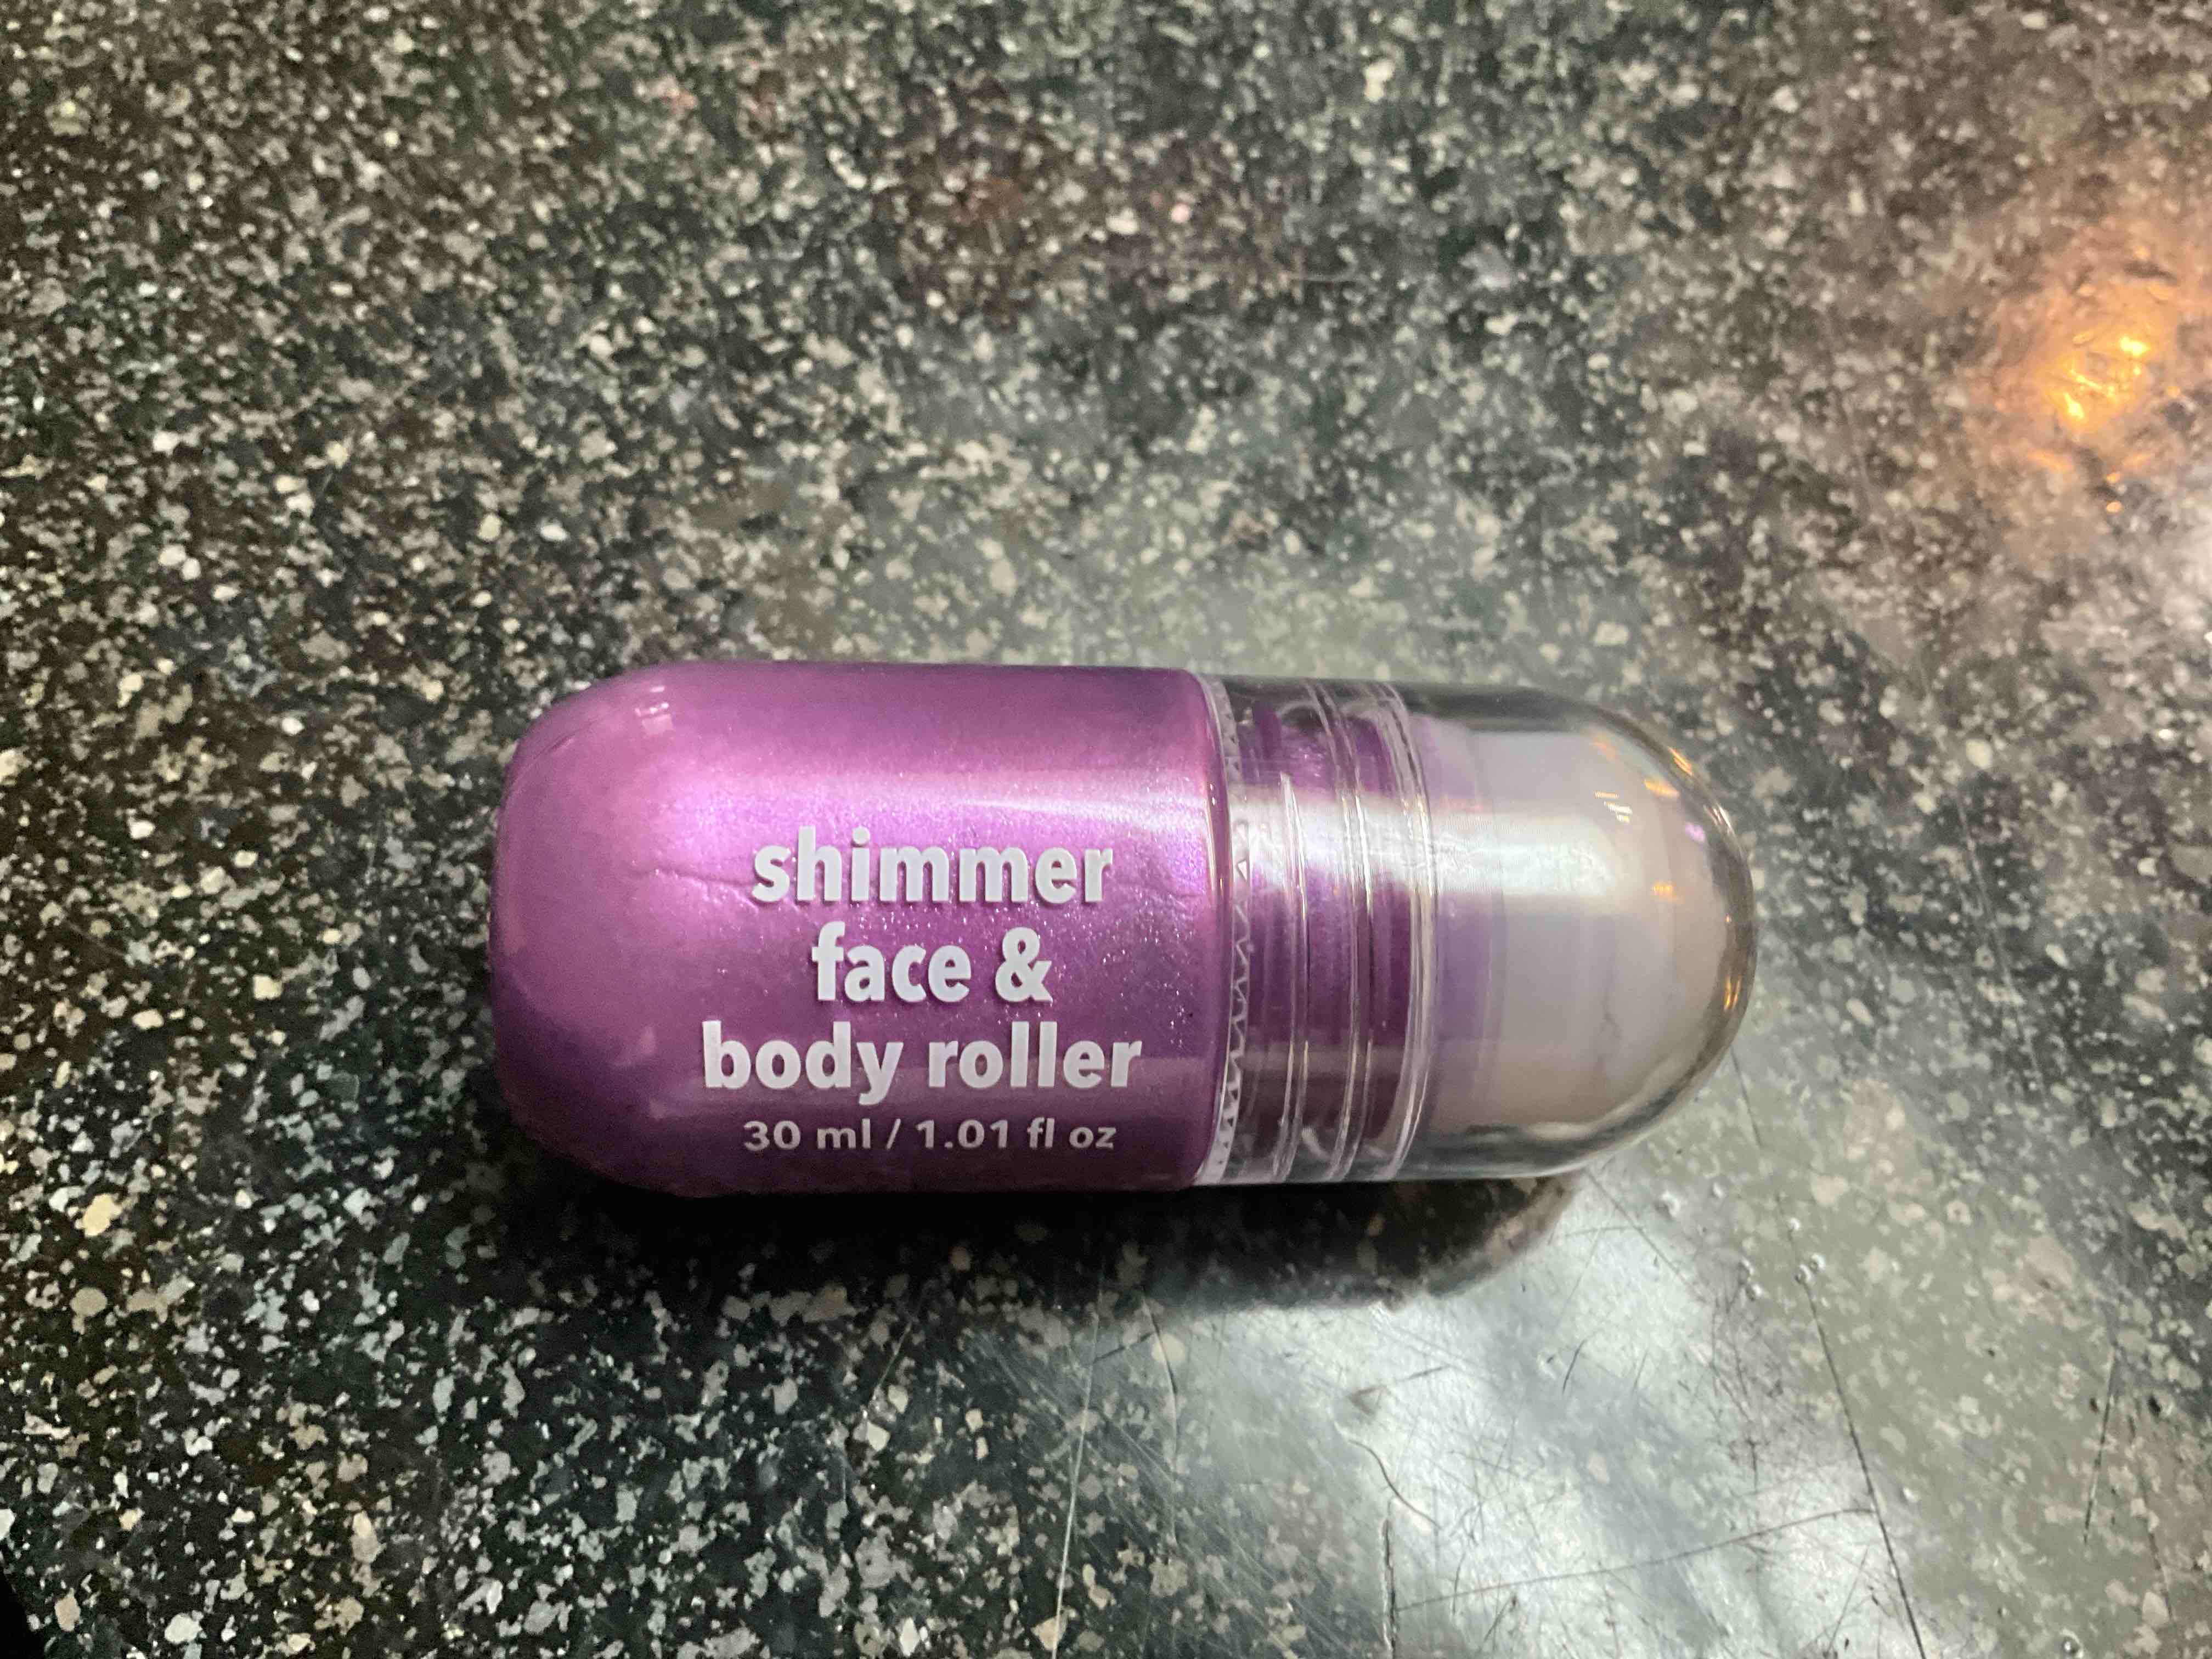 shimmer
face &
body roller
30 ml / 1.01 fl oz